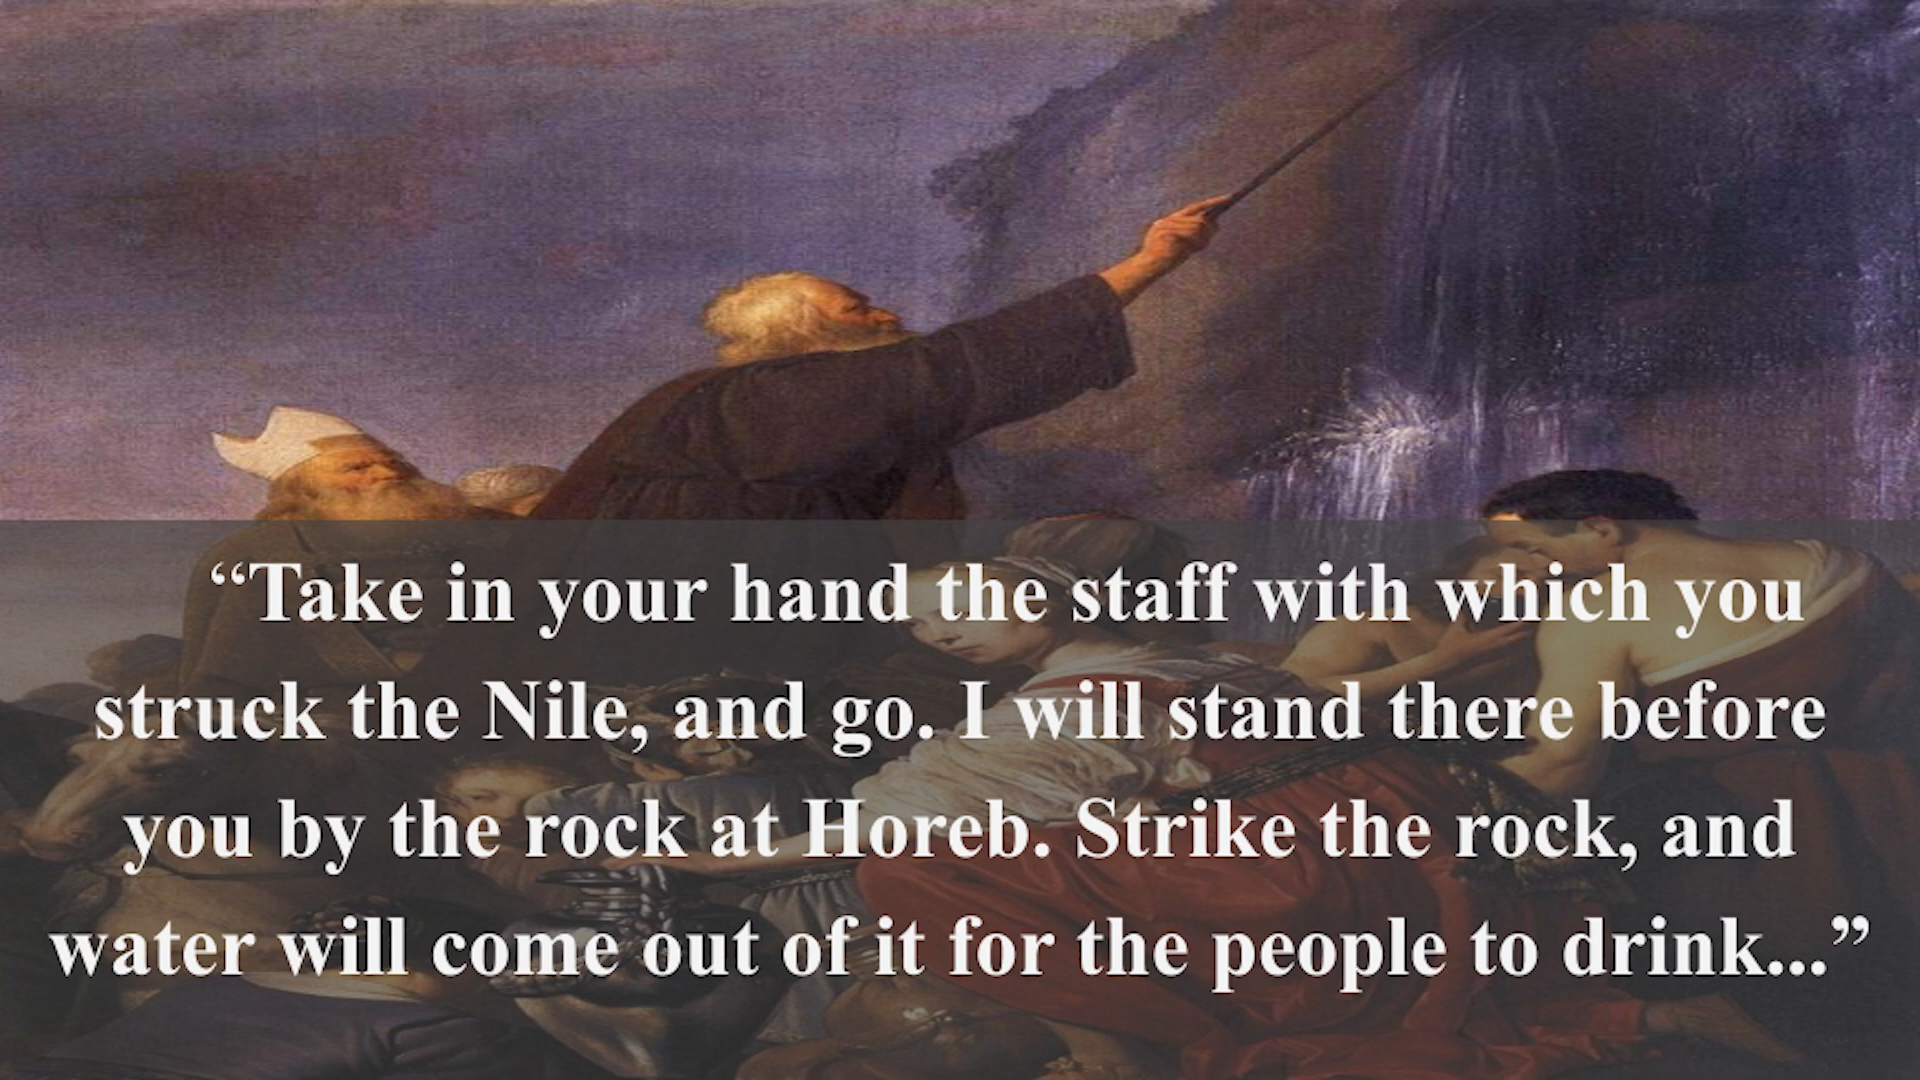 “Take in your hand the staff with which you
struck the Nile, and go. I will stand there before
you by the rock at Horeb. Strike the rock, and
water will come out of it for the people to drink...”